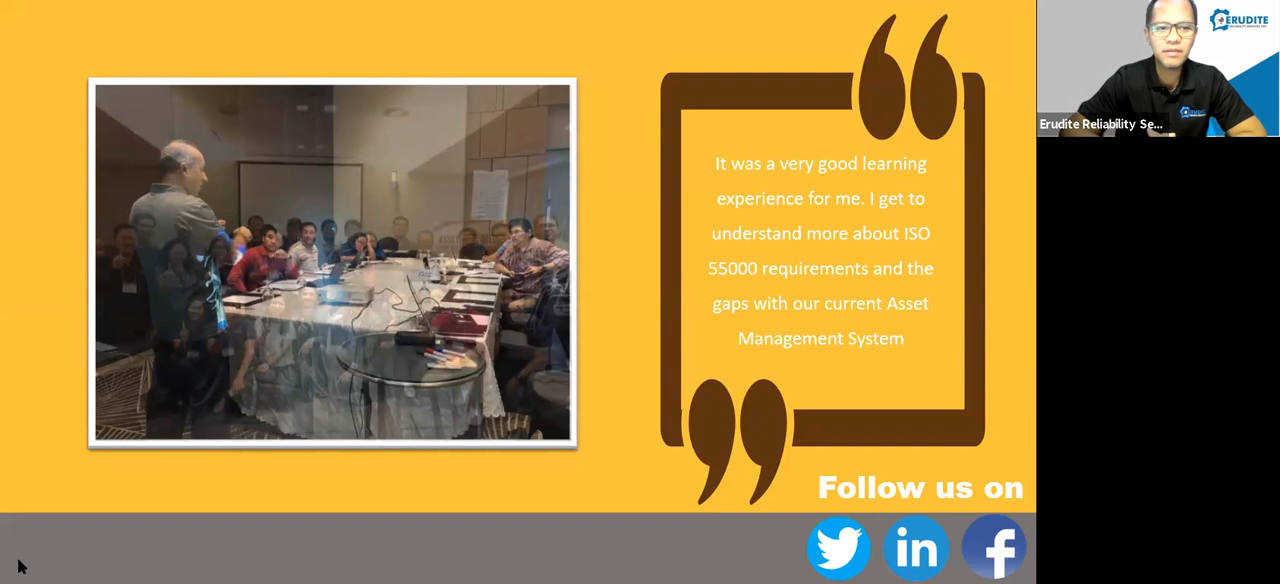 It was a very good learning
experience for me. I get to
understand more about ISO
55000 requirements and the
gaps with our current Asset
Management System
Follow us on
in
f
ERUDITE
Erudite Reliability Se...
ERUDITE